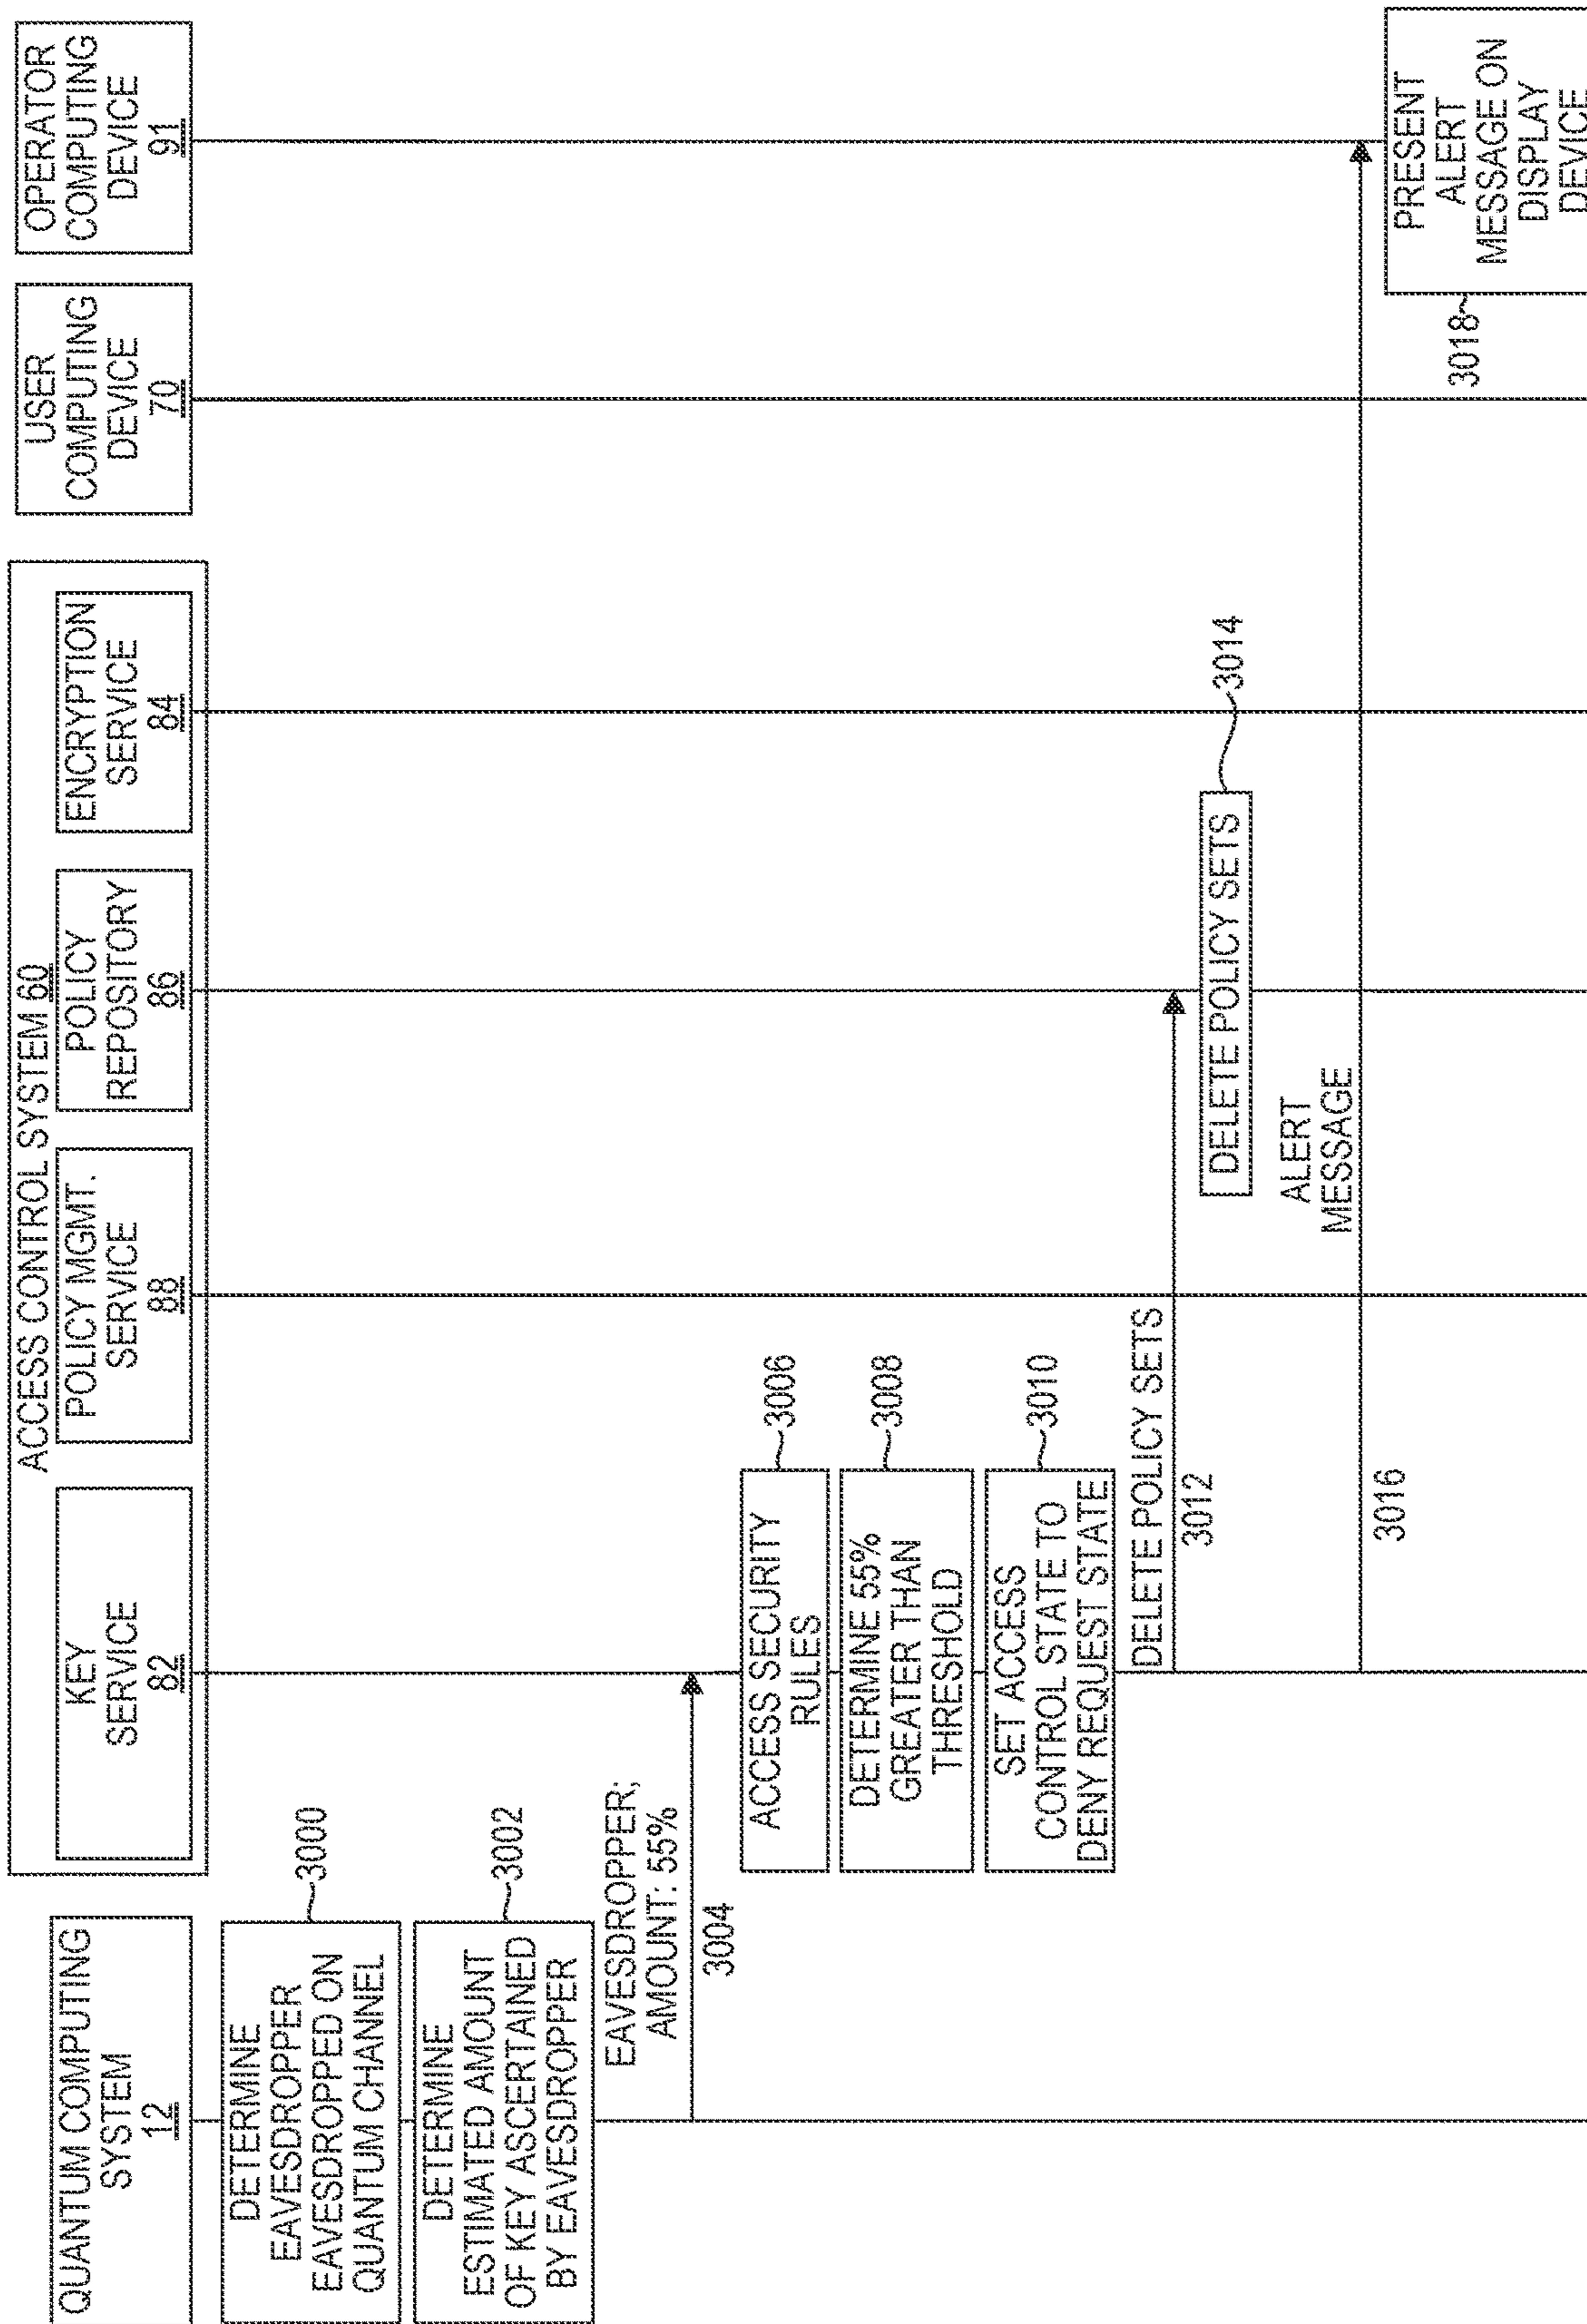 QUANTUM COMPUTING
SYSTEM
12
ACCESS CONTROL SYSTEM 60
KEY
SERVICE
82
POLICY MGMT.
SERVICE
88
POLICY
REPOSITORY
86
ENCRYPTION
SERVICE
84
USER
COMPUTING
DEVICE
70
OPERATOR
COMPUTING
DEVICE
91
DETERMINE
EAVESDROPPER
EAVESDROPPED ON
QUANTUM CHANNEL
3000
DETERMINE
ESTIMATED AMOUNT
OF KEY ASCERTAINED
BY EAVESDROPPER
3002
EAVESDROPPER;
AMOUNT: 55%
3004
ACCESS SECURITY
RULES
3006
DETERMINE 55%
GREATER THAN
THRESHOLD
3008
SET ACCESS
CONTROL STATE TO
DENY REQUEST STATE
3010
DELETE POLICY SETS
3012
DELETE POLICY SETS
3014
ALERT
MESSAGE
3016
PRESENT
ALERT
MESSAGE ON
DISPLAY
DEVICE
3018